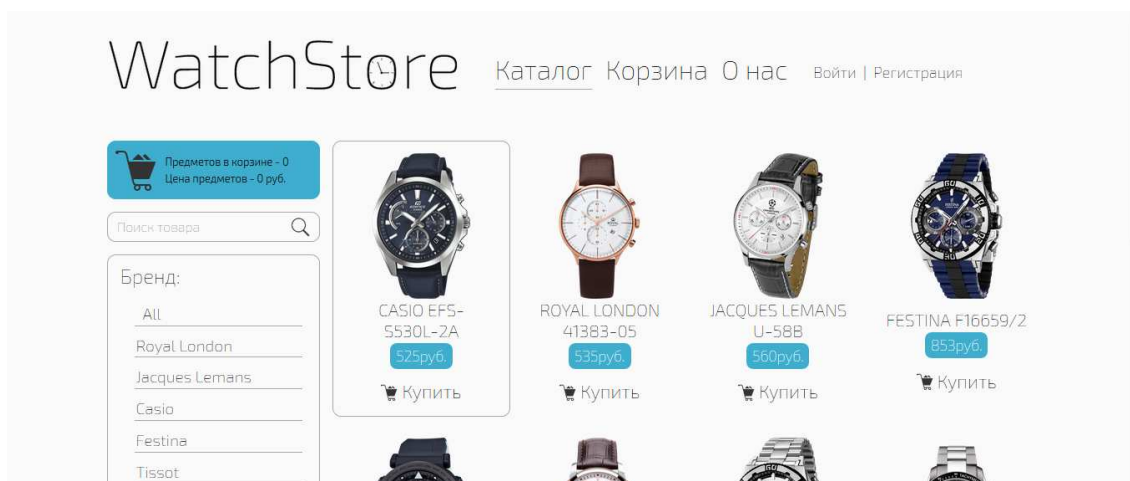 WatchStore
Каталог Корзина О нас Войти | Регистрация
Предметов в корзине - 0
Цена предметов - 0 руб.
Поиск товара
Бренд:
All
Royal London
Jacques Lemans
Casio
Festina
Tissot
CASIO EFS-
S530L-2A
525руб.
Купить
ROYAL LONDON
41383-05
535руб.
Купить
JACQUES LEMANS
U-58B
560руб.
Купить
FESTINA F16659/2
853руб.
Купить